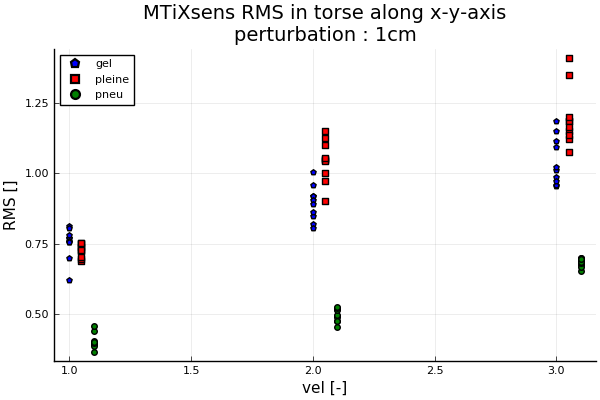 MTiXsens RMS in torse along x-y-axis
perturbation : 1cm
gel
pleine
pneu
RMS []
1.25
1.00
0.75
0.50
1.0
1.5
2.0
2.5
3.0
vel [-]